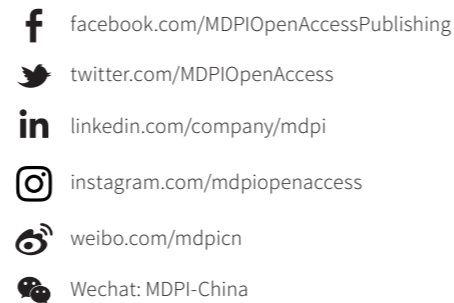 facebook.com/MDPIOpenAccessPublishing
twitter.com/MDPIOpenAccess
linkedin.com/company/mdpi
instagram.com/mdpiopenaccess
weibo.com/mdpicn
Wechat: MDPI-China